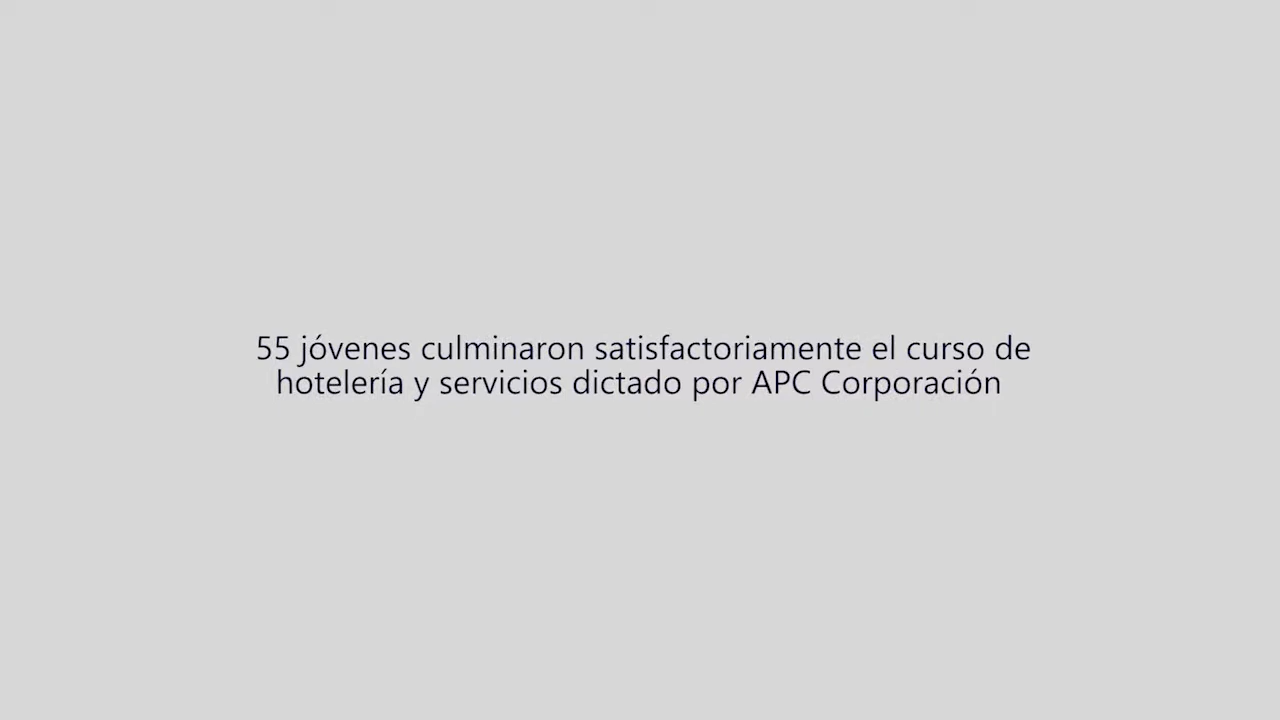 55 jóvenes culminaron satisfactoriamente el curso de
hotelería y servicios dictado por APC Corporación